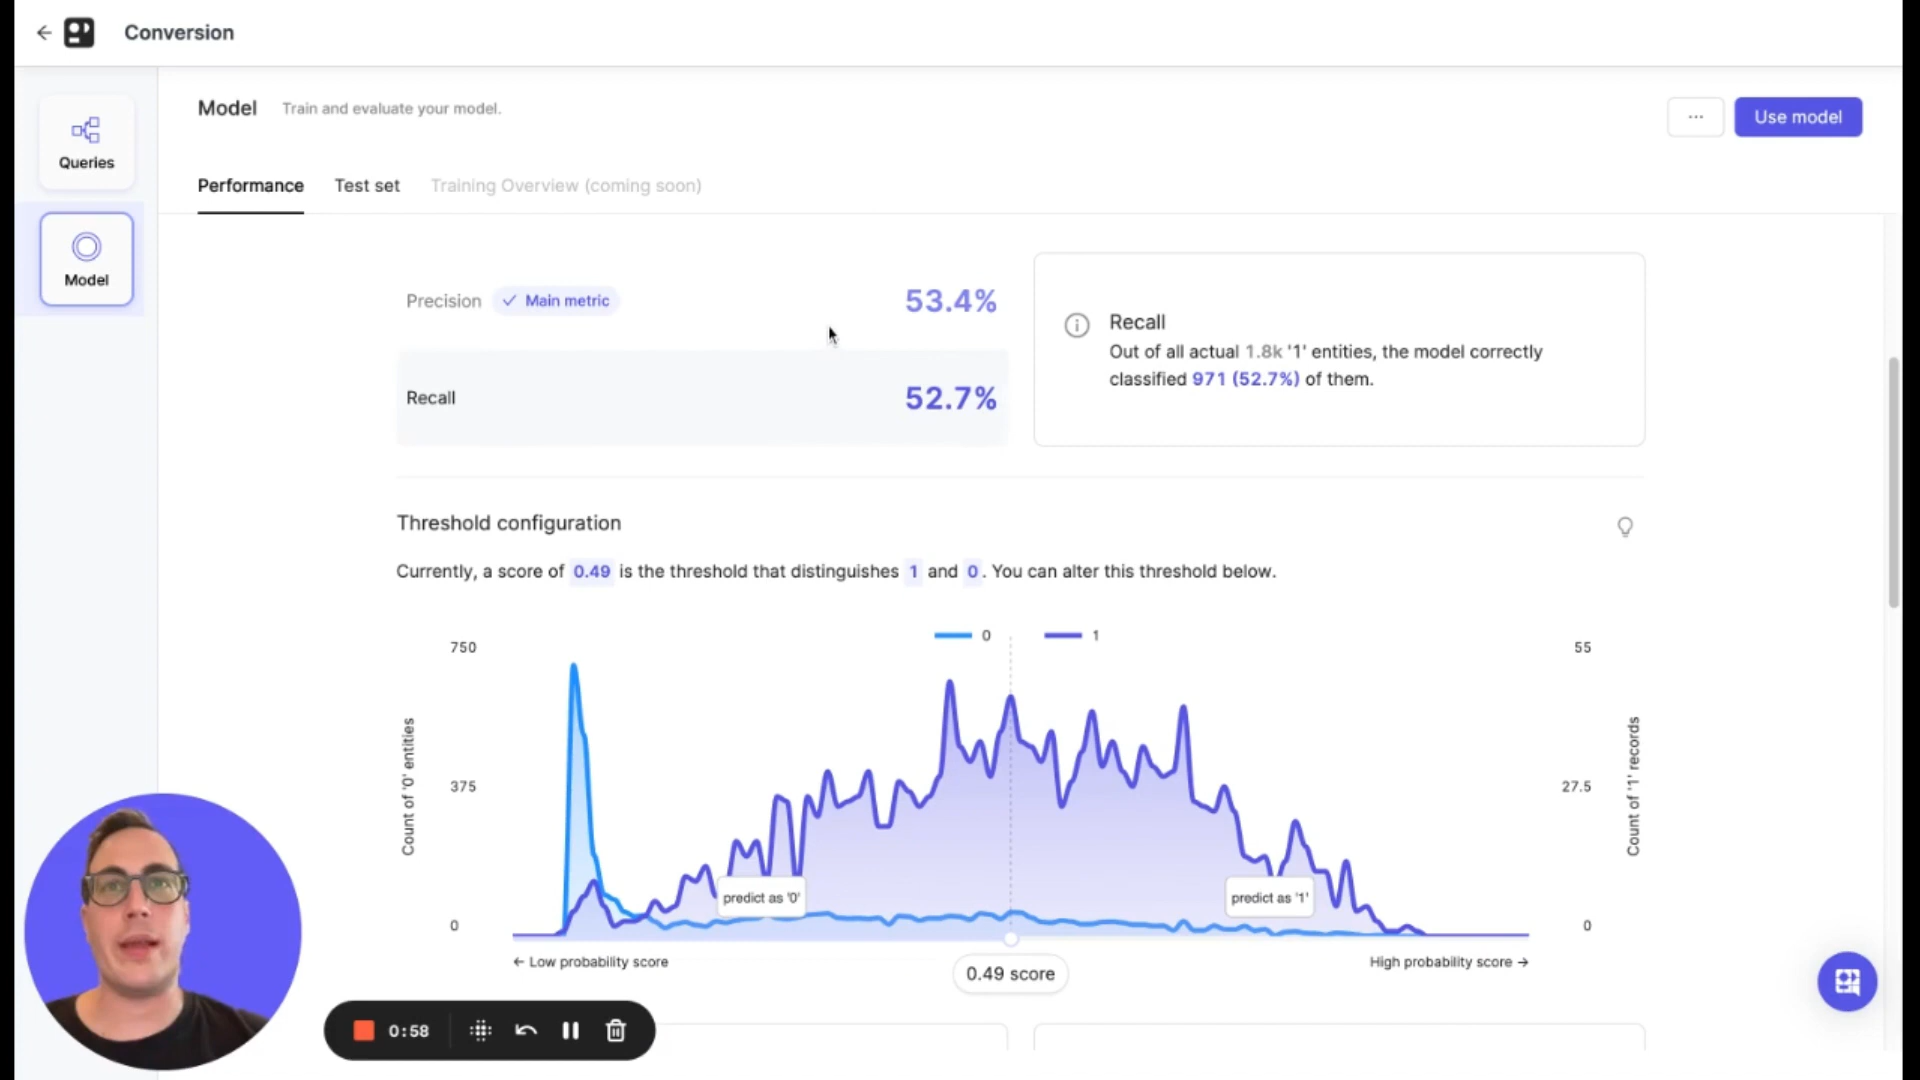 Conversion
Queries
Model
Model Train and evaluate your model.
... Use model
Performance Test set Training Overview (coming soon)
Precision Main metric 53.4%
Recall 52.7%
Recall
Out of all actual 1.8k '1' entities, the model correctly
classified 971 (52.7%) of them.
Threshold configuration
Currently, a score of 0.49 is the threshold that distinguishes 1 and 0. You can alter this threshold below.
0 1
750
375
0
Count of '0' entities
55
27.5
0
Count of '1' records
predict as '0'
predict as '1'
← Low probability score
High probability score →
0.49 score
0:58